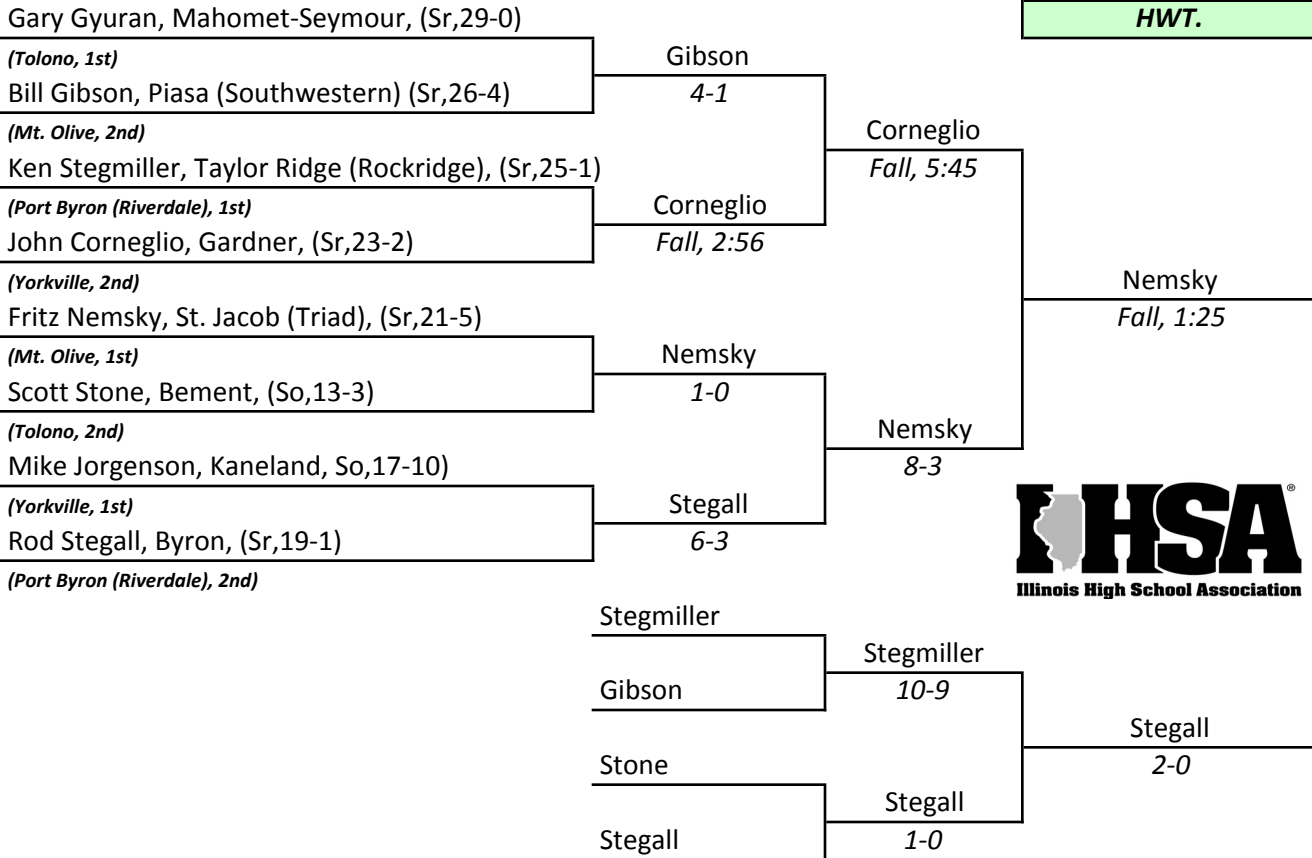 Gary Gyuran, Mahomet-Seymour, (Sr,29-0)
HWT.
(Tolono, 1st)
Gibson
Bill Gibson, Piasa (Southwestern) (Sr,26-4)
4-1
(Mt. Olive, 2nd)
Corneglio
Ken Stegmiller, Taylor Ridge (Rockridge), (Sr,25-1)
Fall, 5:45
(Port Byron (Riverdale), 1st)
Corneglio
John Corneglio, Gardner, (Sr,23-2)
Fall, 2:56
(Yorkville, 2nd)
Nemsky
Fritz Nemsky, St. Jacob (Triad), (Sr,21-5)
Fall, 1:25
(Mt. Olive, 1st)
Nemsky
Scott Stone, Bement, (So,13-3)
1-0
(Tolono, 2nd)
Nemsky
Mike Jorgenson, Kaneland, So,17-10)
8-3
(Yorkville, 1st)
Stegall
Rod Stegall, Byron, (Sr,19-1)
6-3
(Port Byron (Riverdale), 2nd)
IHSA®
Illinois High School Association
Stegmiller
Stegmiller
Gibson
10-9
Stegall
Stone
2-0
Stegall
Stegall
1-0